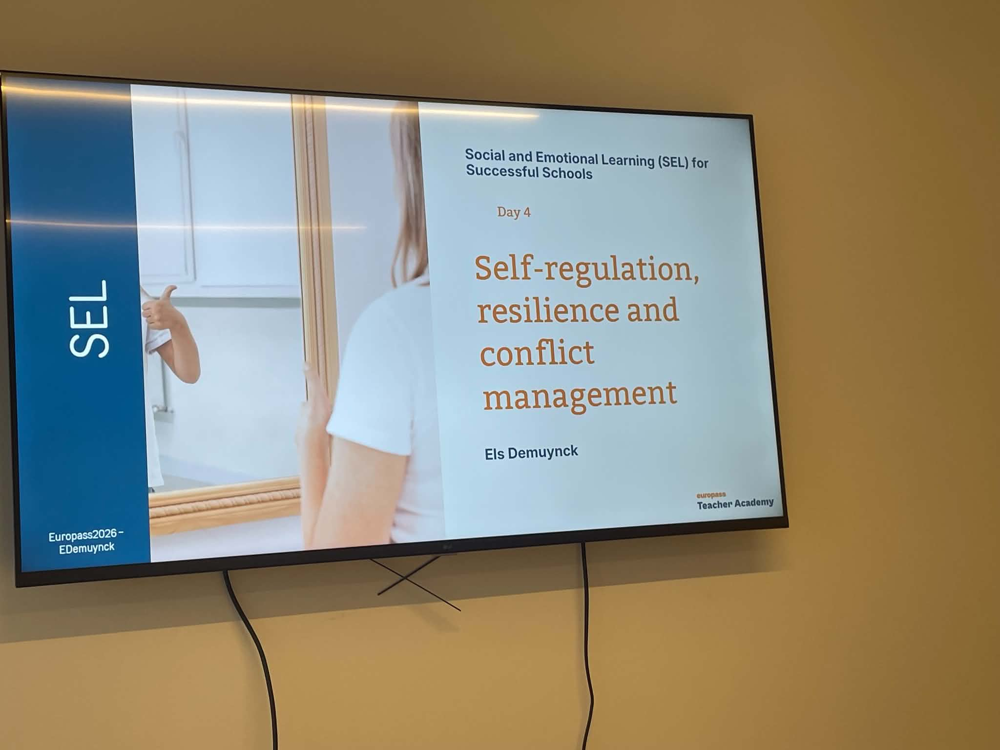 SEL
Europass2026 –
EDemuynck
Social and Emotional Learning (SEL) for
Successful Schools
Day 4
Self-regulation,
resilience and
conflict
management
Els Demuynck
europass
Teacher Academy